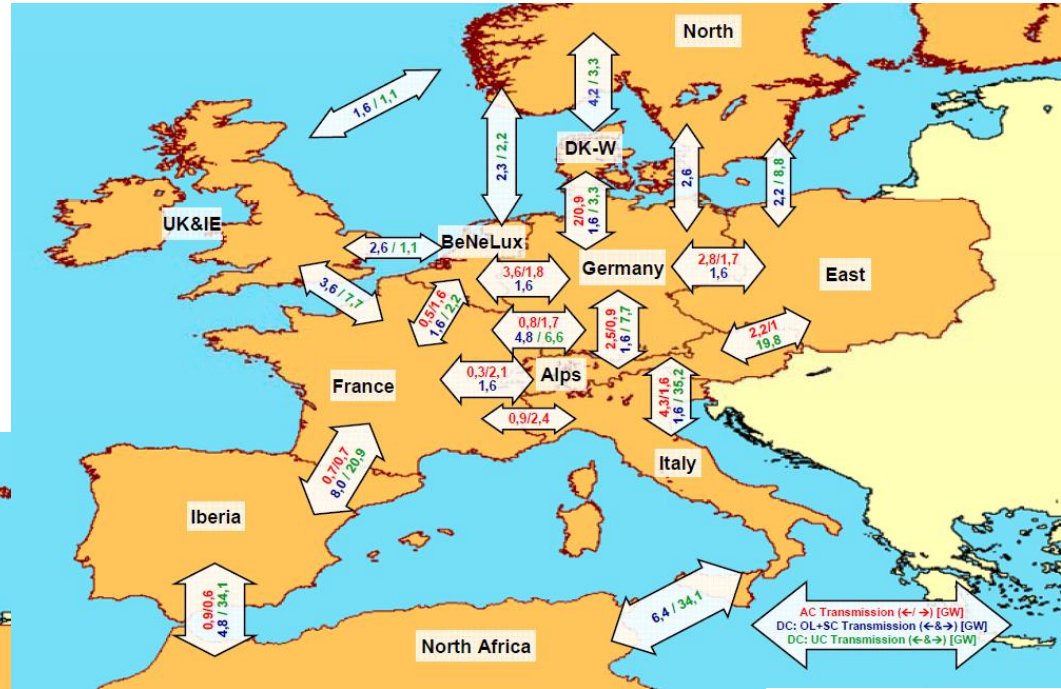 North
1,6 / 1,1
4,2 / 3,3
DK-W
2,3 / 2,2
2,6
2,2 / 8,8
2/0,9
1,6 / 3,3
UK&IE
BeNeLux
2,6 / 1,1
Germany
3,6/1,8
1,6
2,8/1,7
1,6
East
3,6 / 7,7
0,5/1,6
1,6 / 2,2
0,8/1,7
4,8 / 6,6
2,5/0,9
1,6 / 7,7
2,2/1
19,8
France
0,3/2,1
1,6
Alps
4,3/1,6
1,6 / 35,2
0,9/2,4
Italy
0,7/0,7
8,0 / 20,9
Iberia
0,9/0,6
4,8 / 34,1
6,4 / 34,1
North Africa
AC Transmission (←/ →) [GW]
DC: OL+SC Transmission (←&→) [GW]
DC: UC Transmission (←&→) [GW]